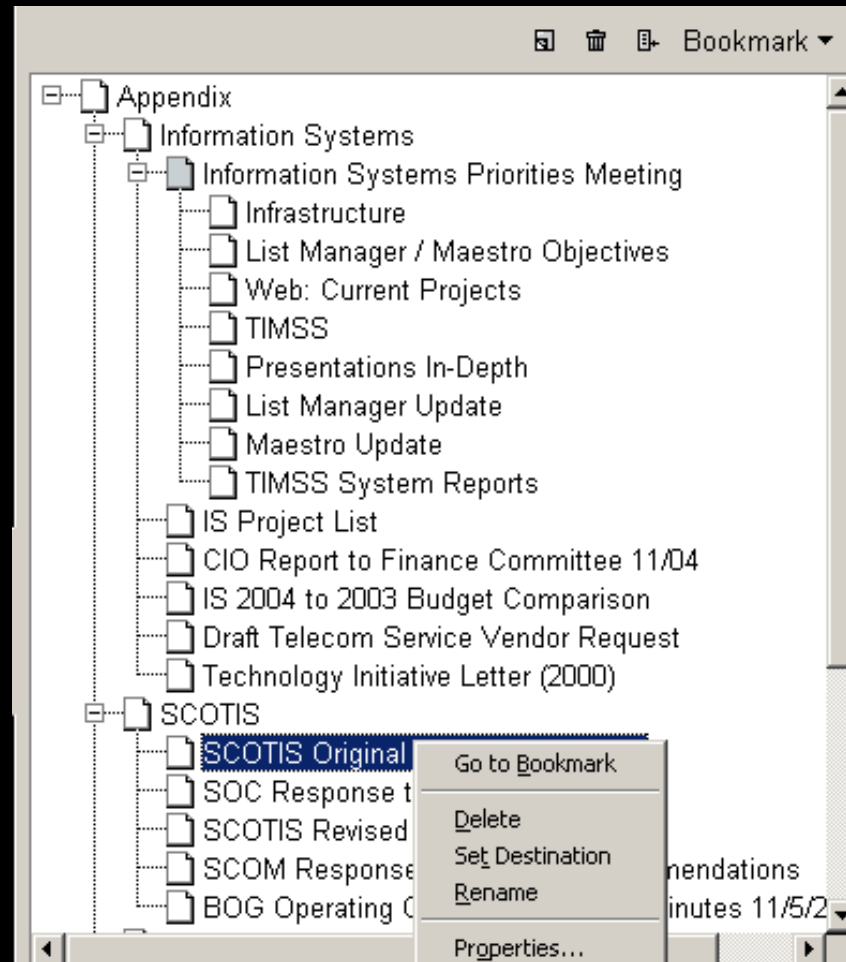 Bookmark
Appendix
Information Systems
Information Systems Priorities Meeting
Infrastructure
List Manager / Maestro Objectives
Web: Current Projects
TIMSS
Presentations In-Depth
List Manager Update
Maestro Update
TIMSS System Reports
IS Project List
CIO Report to Finance Committee 11/04
IS 2004 to 2003 Budget Comparison
Draft Telecom Service Vendor Request
Technology Initiative Letter (2000)
SCOTIS
SCOTIS Original
SOC Response t
SCOTIS Revised
SCOM Response
mendations
BOG Operating
inutes 11/5/2
Go to Bookmark
Delete
Set Destination
Rename
Properties...